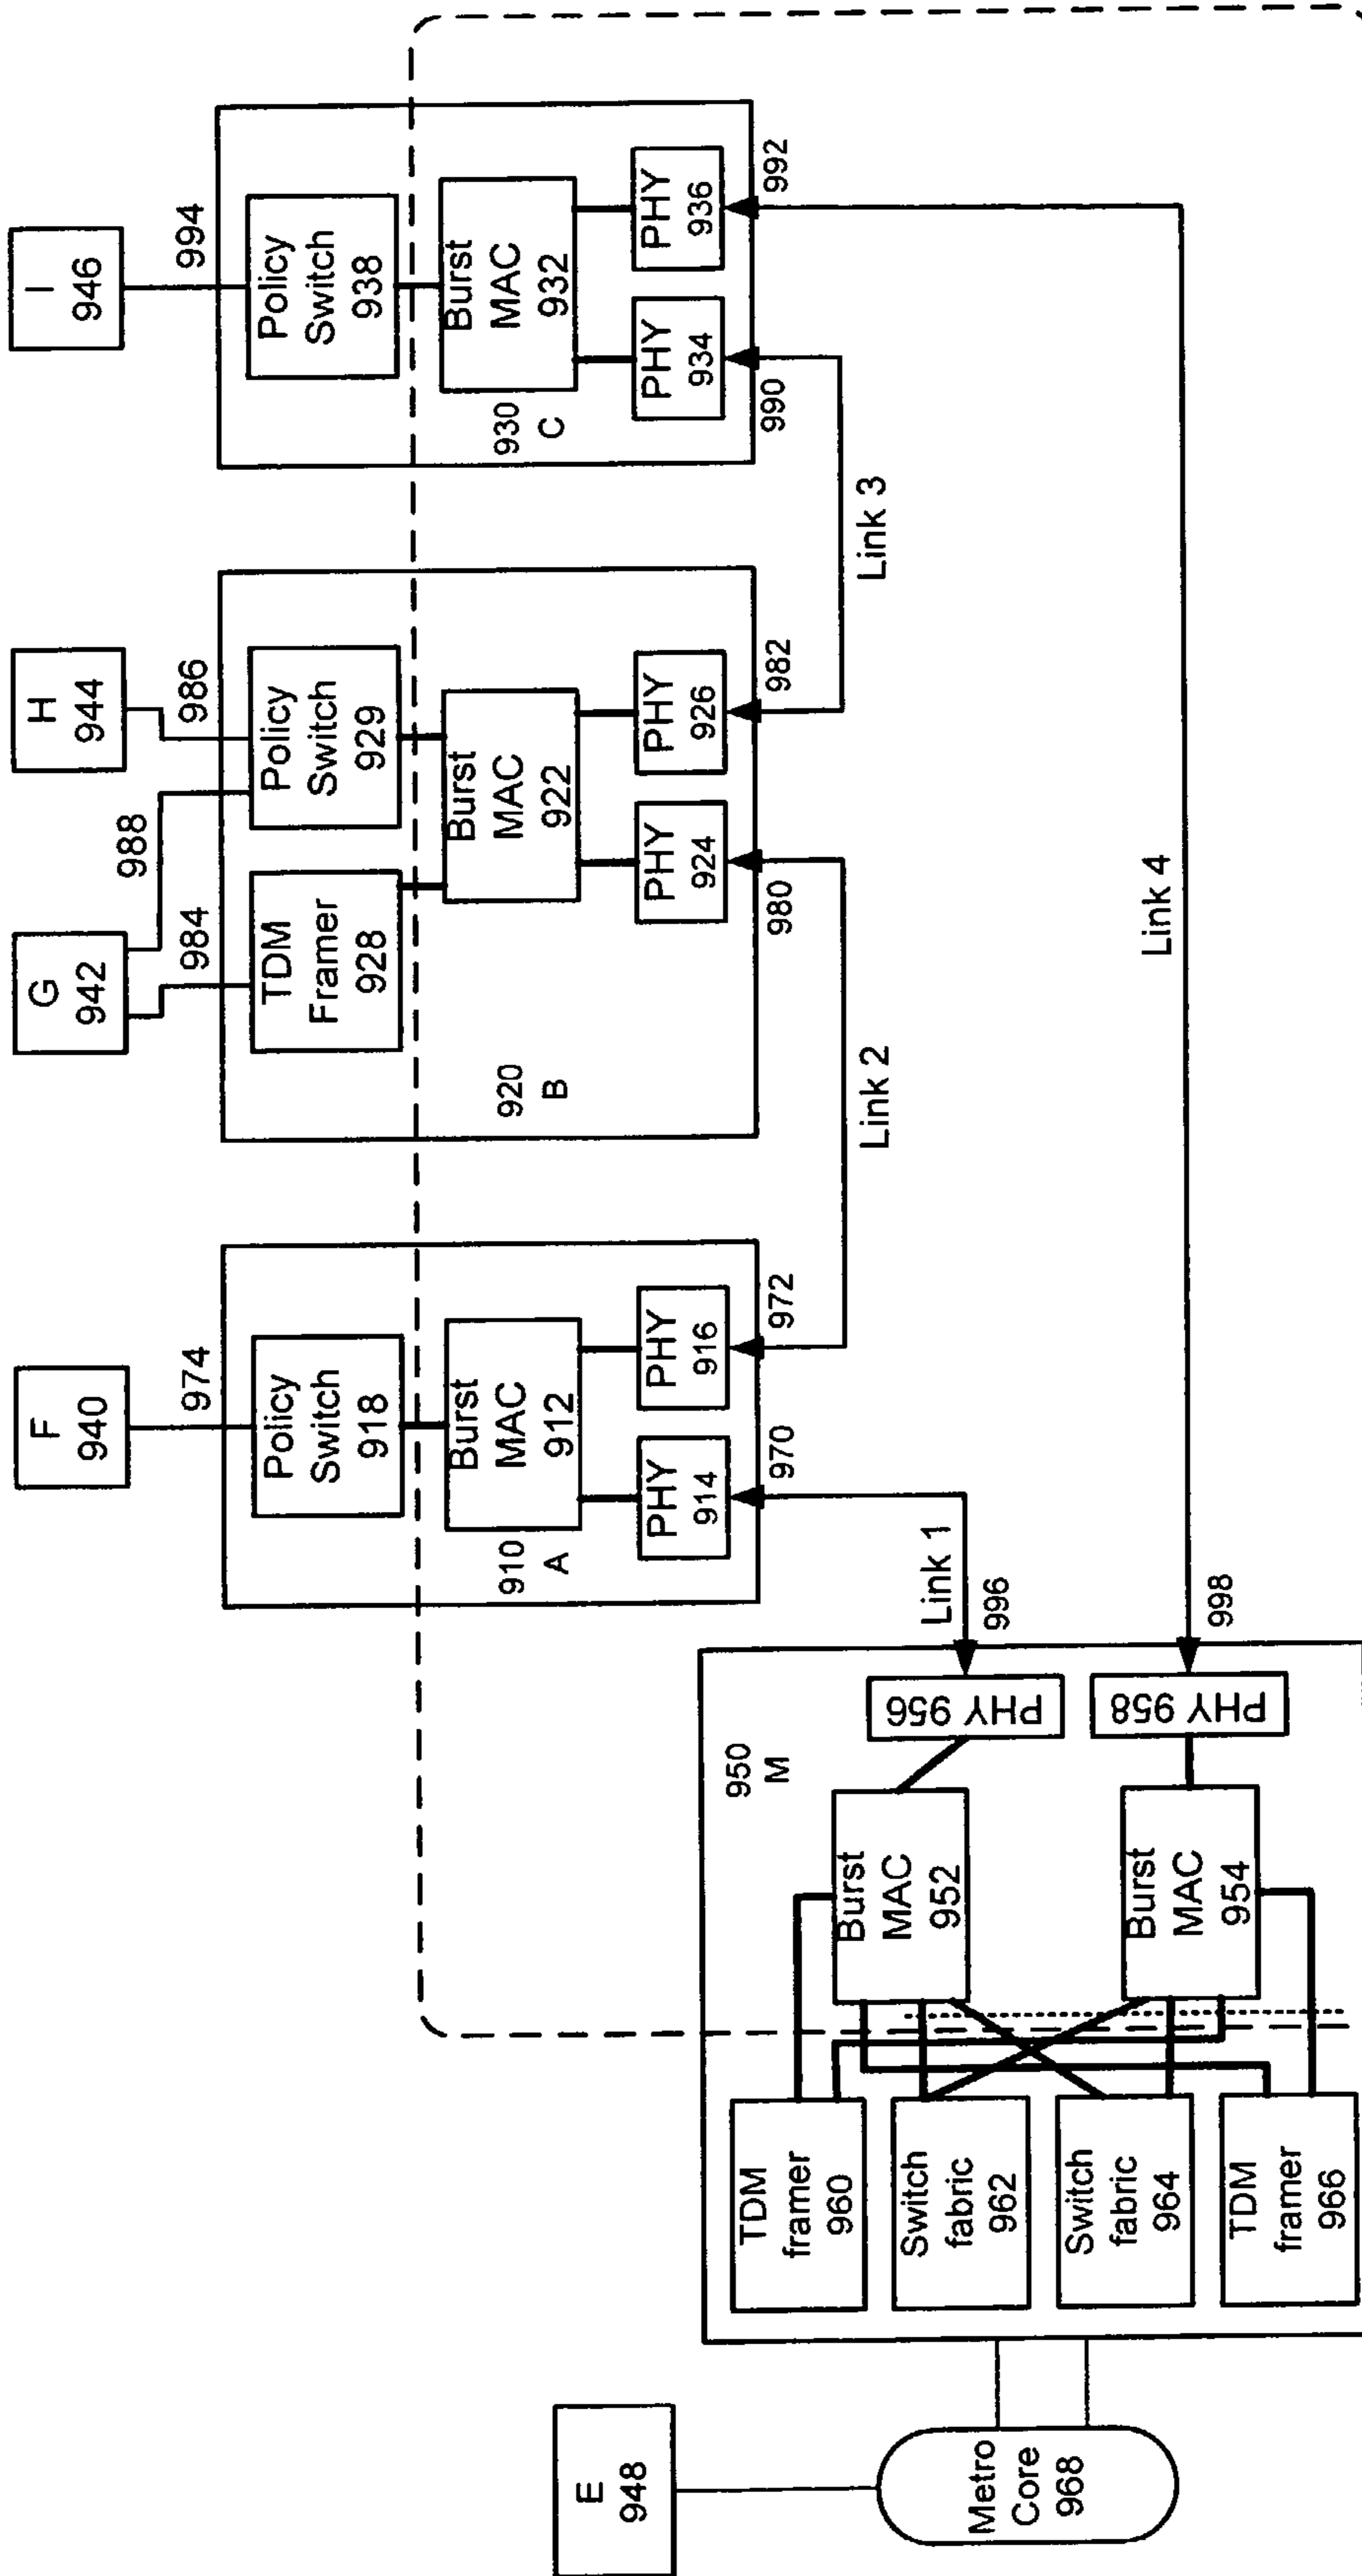 F
940
974
Policy
Switch
918
Burst
MAC
912
910
A
PHY
914
PHY
916
970
972
G
942
H
944
984
988
986
TDM
Framer
928
Policy
Switch
929
Burst
MAC
922
920
B
PHY
924
PHY
926
980
982
I
946
994
Policy
Switch
938
Burst
MAC
932
930
C
PHY
934
PHY
936
990
992
Link 1
Link 2
Link 3
Link 4
996
998
950
M
PHY 956
PHY 958
Burst
MAC
952
Burst
MAC
954
TDM
framer
960
Switch
fabric
962
Switch
fabric
964
TDM
framer
966
E
948
Metro
Core
968